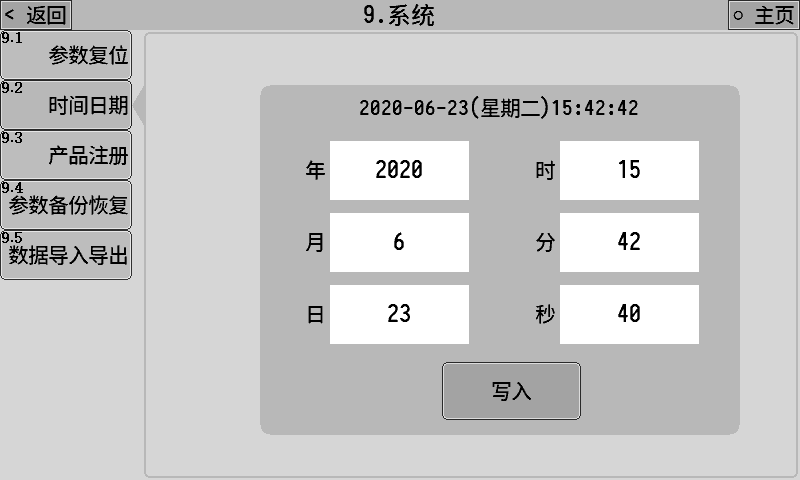 < 返回
9.系统
○ 主页
9.1
参数复位
9.2
时间日期
9.3
产品注册
9.4
参数备份恢复
9.5
数据导入导出
2020-06-23(星期二)15:42:42
年 2020
时 15
月 6
分 42
日 23
秒 40
写入